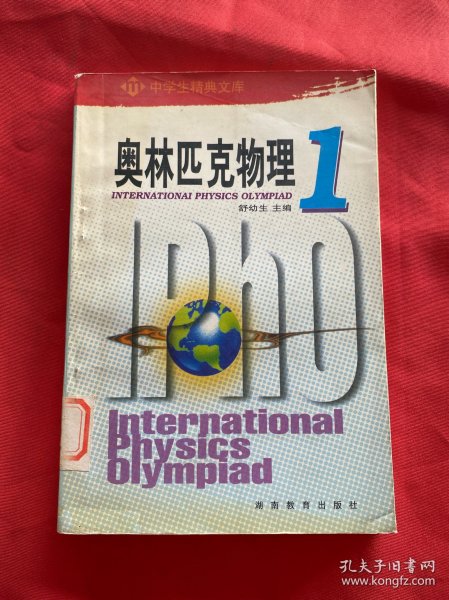 中学生精典文库
奥林匹克物理 1
INTERNATIONAI PHYSICS OLYMPIAD
舒幼生 主编
IPhO
International
Physics
Olympiad
湖南教育出版社
孔夫子旧书网
www.kongfz.com